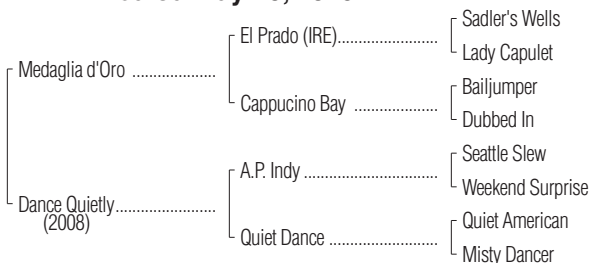 Sadler's Wells
El Prado (IRE)
Lady Capulet
Medaglia d'Oro
Bailjumper
Cappucino Bay
Dubbed In
Seattle Slew
A.P. Indy
Weekend Surprise
Dance Quietly
(2008)
Quiet American
Quiet Dance
Misty Dancer